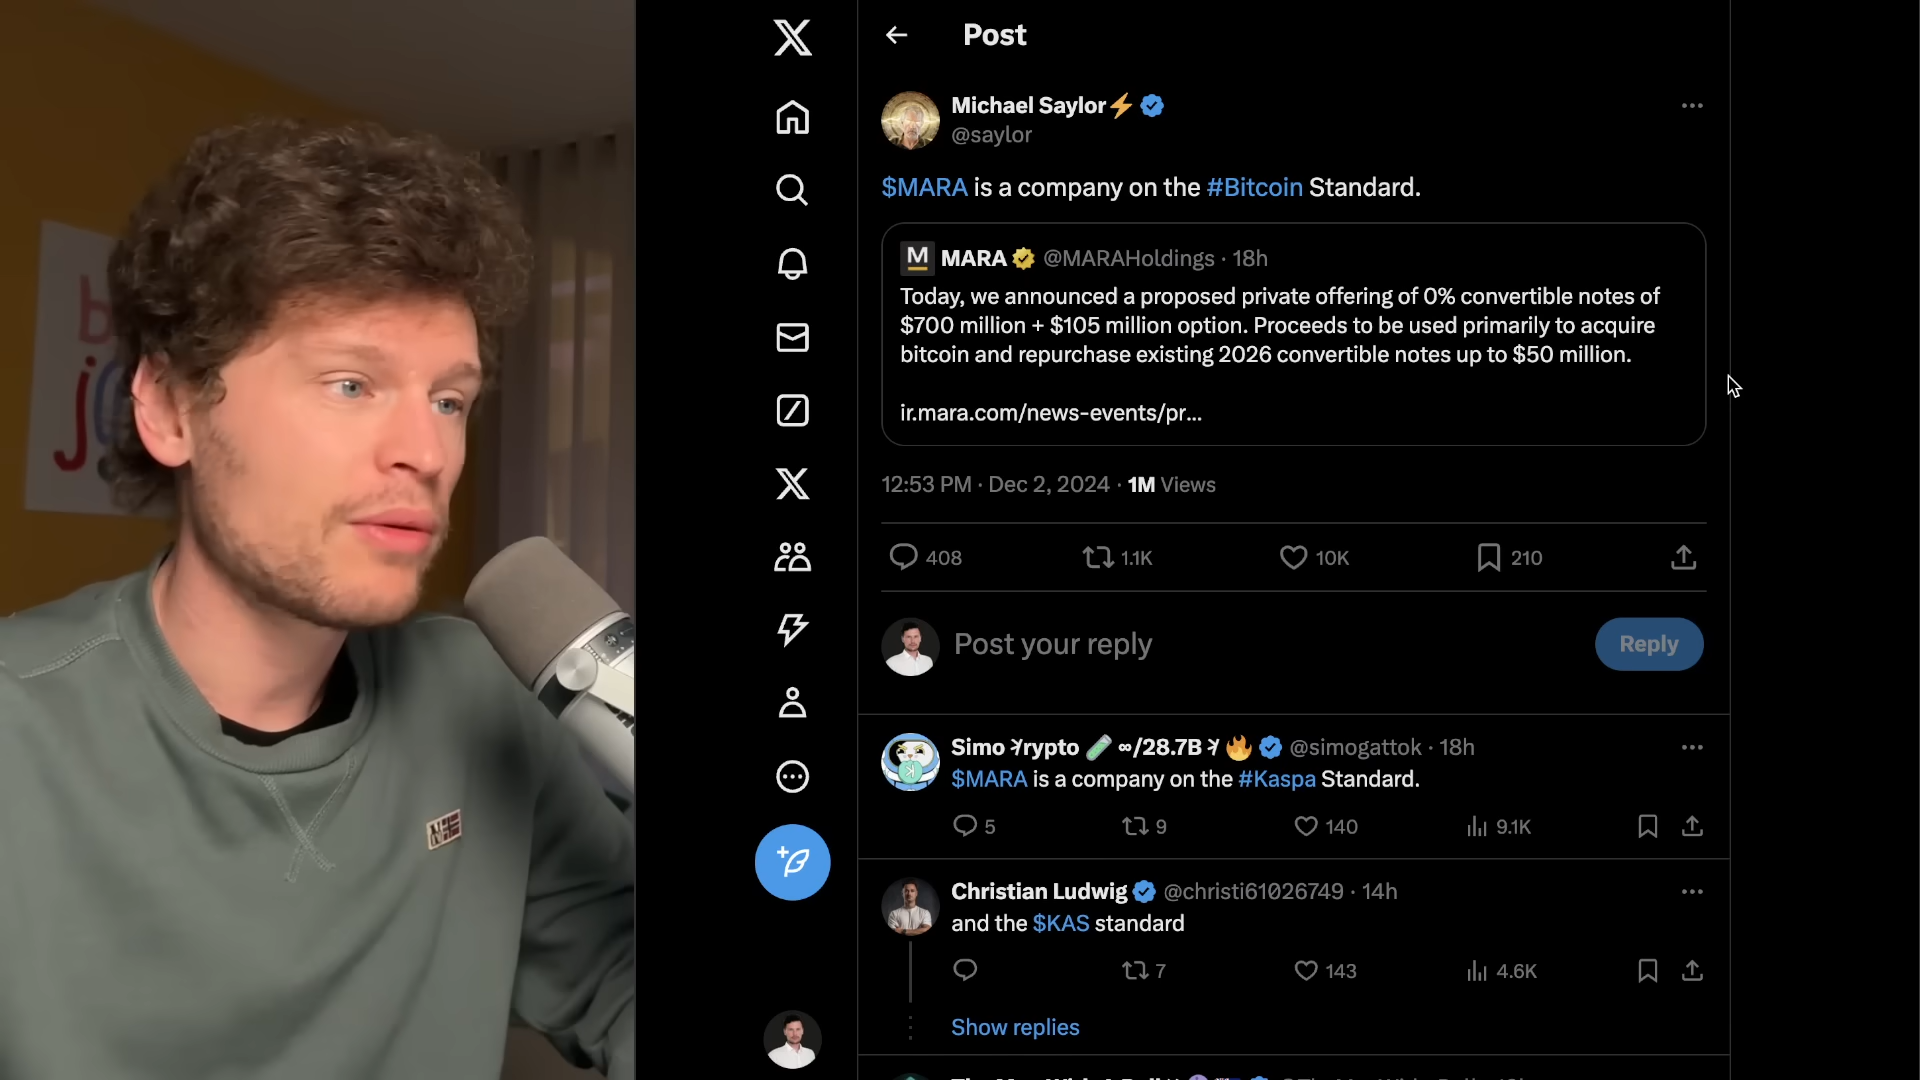 Post
Michael Saylor⚡
@saylor
$MARA is a company on the #Bitcoin Standard.
M MARA @MARAHoldings · 18h
Today, we announced a proposed private offering of 0% convertible notes of
$700 million + $105 million option. Proceeds to be used primarily to acquire
bitcoin and repurchase existing 2026 convertible notes up to $50 million.
ir.mara.com/news-events/pr...
12:53 PM · Dec 2, 2024 · 1M Views
408 1.1K 10K 210
Post your reply
Reply
@simogattok · 18h
$MARA is a company on the #Kaspa Standard.
5 9 140 9.1K
Christian Ludwig @christi61026749 · 14h
and the $KAS standard
7 143 4.6K
Show replies